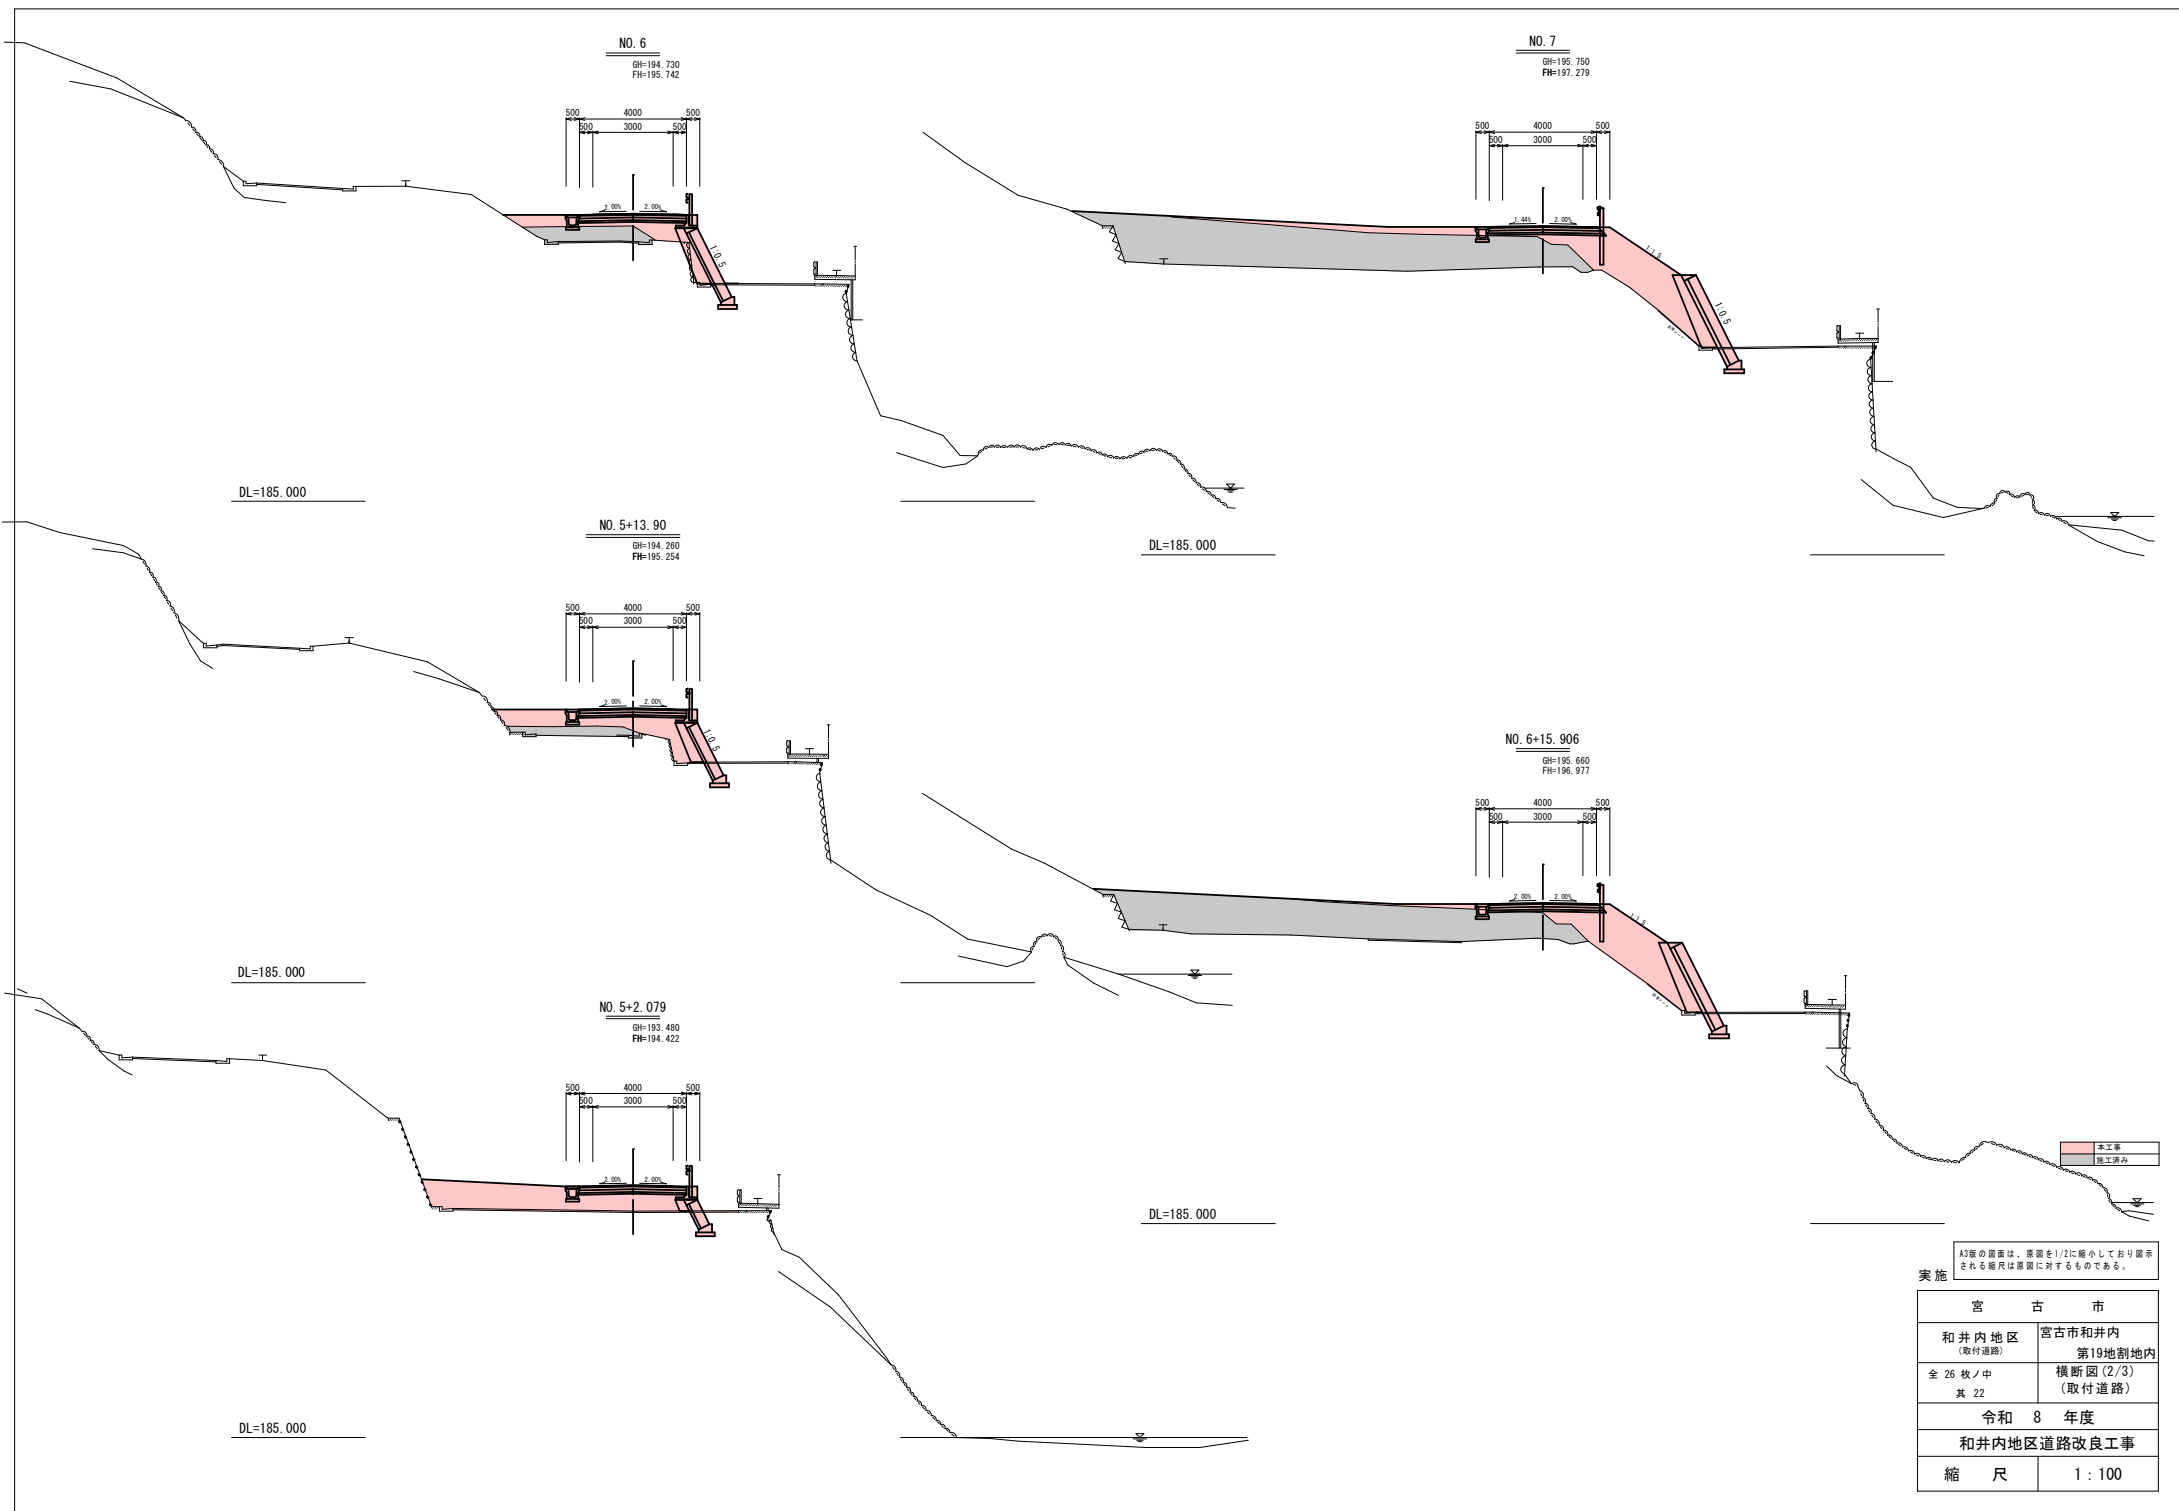 NO. 6
GH=194. 730
FH=195. 742
500 4000 500
500 3000 500
2.00% 2.00%
1:0.5
DL=185. 000
NO. 7
GH=195. 750
FH=197. 279
500 4000 500
500 3000 500
1.44% 2.00%
1:1.5
1:0.5
DL=185. 000
NO. 5+13. 90
GH=194. 260
FH=195. 254
500 4000 500
500 3000 500
2.00% 2.00%
1:0.5
DL=185. 000
NO. 6+15. 906
GH=195. 660
FH=196. 977
500 4000 500
500 3000 500
2.00% 2.00%
1:1.5
DL=185. 000
NO. 5+2. 079
GH=193. 480
FH=194. 422
500 4000 500
500 3000 500
2.00% 2.00%
DL=185. 000
本工事
施工済み
A3版の図面は、原図を1/2に縮小しており図示
される縮尺は原図に対するものである。
実施
宮 古 市
和井内地区
(取付道路)
宮古市和井内
第19地割地内
全 26 枚ノ中
其 22
横断図(2/3)
(取付道路)
令和 8 年度
和井内地区道路改良工事
縮 尺 1 : 100